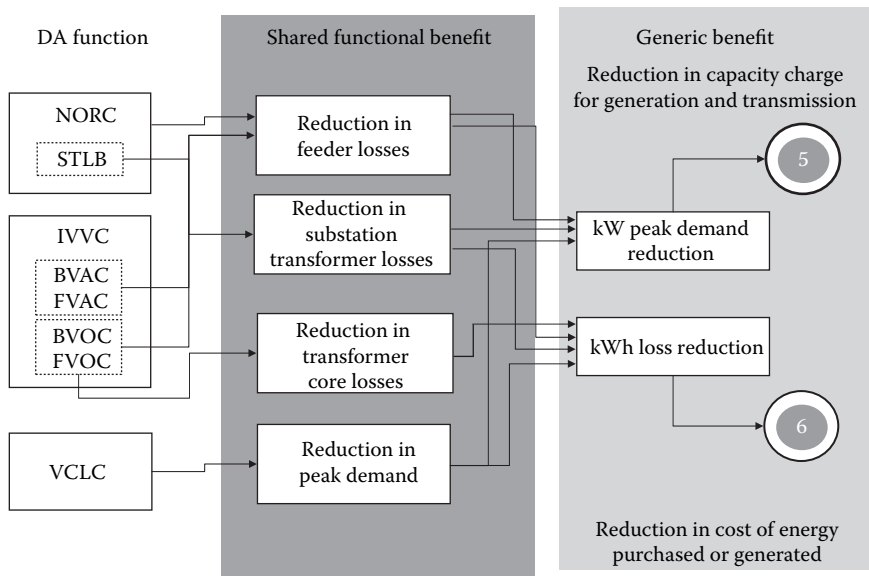 DA function
Shared functional benefit
Generic benefit
Reduction in capacity charge
for generation and transmission
NORC
STLB
Reduction in
feeder losses
5
IVVC
BVAC
FVAC
BVOC
FVOC
Reduction in
substation
transformer losses
kW peak demand
reduction
Reduction in
transformer
core losses
kWh loss reduction
VCLC
Reduction in
peak demand
6
Reduction in cost of energy
purchased or generated